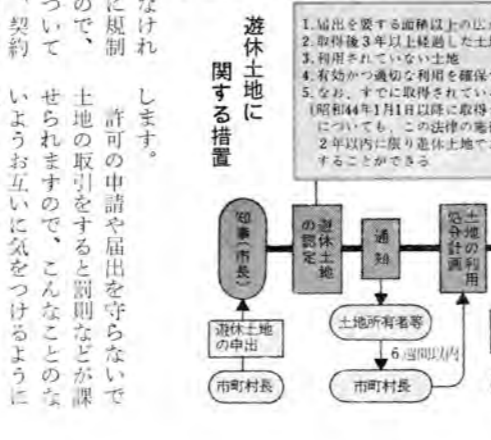 遊休土地に
関する措置
1.届出を要する面積以上の広
2.取得後3年以上経過した土地
3.利用されていない土地
4.有効かつ適切な利用を確保
5.なお、すでに取得されてい
(昭和44年1月1日以降に取得
についても、この法律の施行
2年以内に限り遊休土地で
することができる
知事(市長)
遊休土地の認定
通知
土地の利用
処分計画
遊休土地
の申出
市町村長
土地所有者等
6週間以内
市町村長
なけれ
に規制
ので、
ついて
、契約
します。
許可の申請や届出を守らないで
土地の取引をすると罰則などが課
せられますので、こんなことのな
いようお互いに気をつけるように